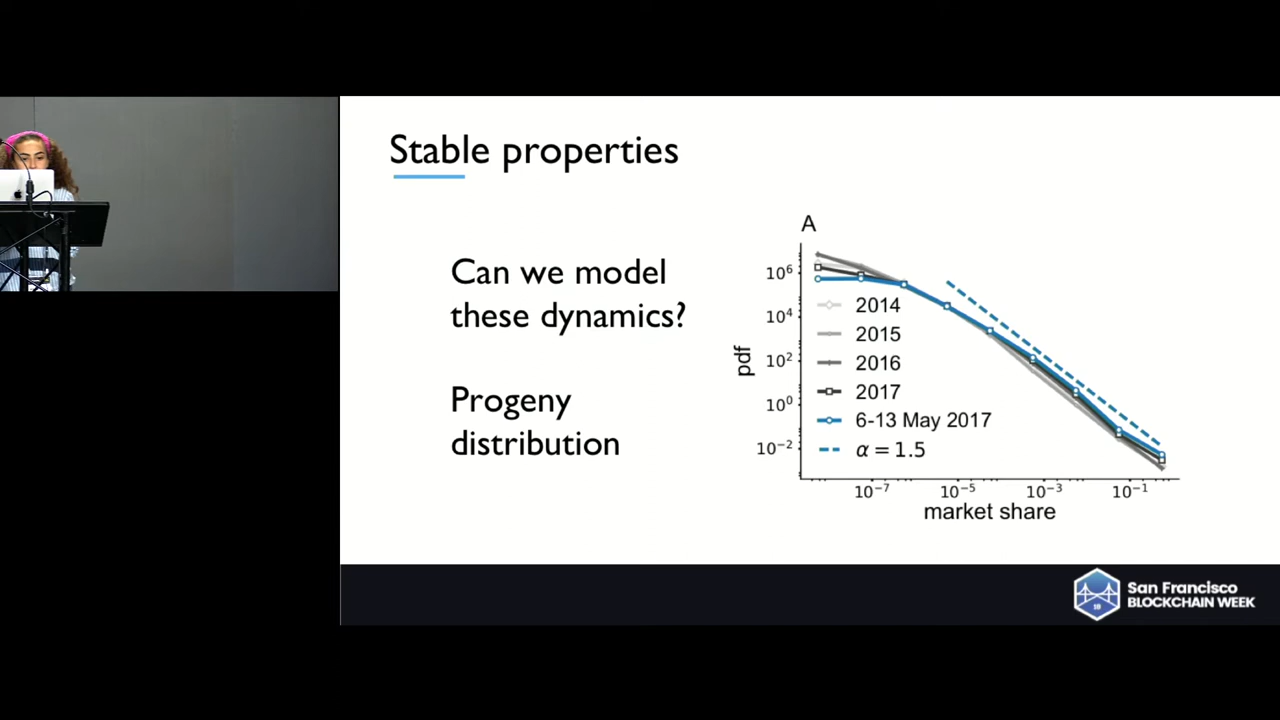 Stable properties
Can we model
these dynamics?
Progeny
distribution
A
pdf
10⁶
10⁴
10²
10⁰
10⁻²
2014
2015
2016
2017
6-13 May 2017
α = 1.5
10⁻⁷
10⁻⁵
10⁻³
10⁻¹
market share
18
San Francisco
BLOCKCHAIN WEEK